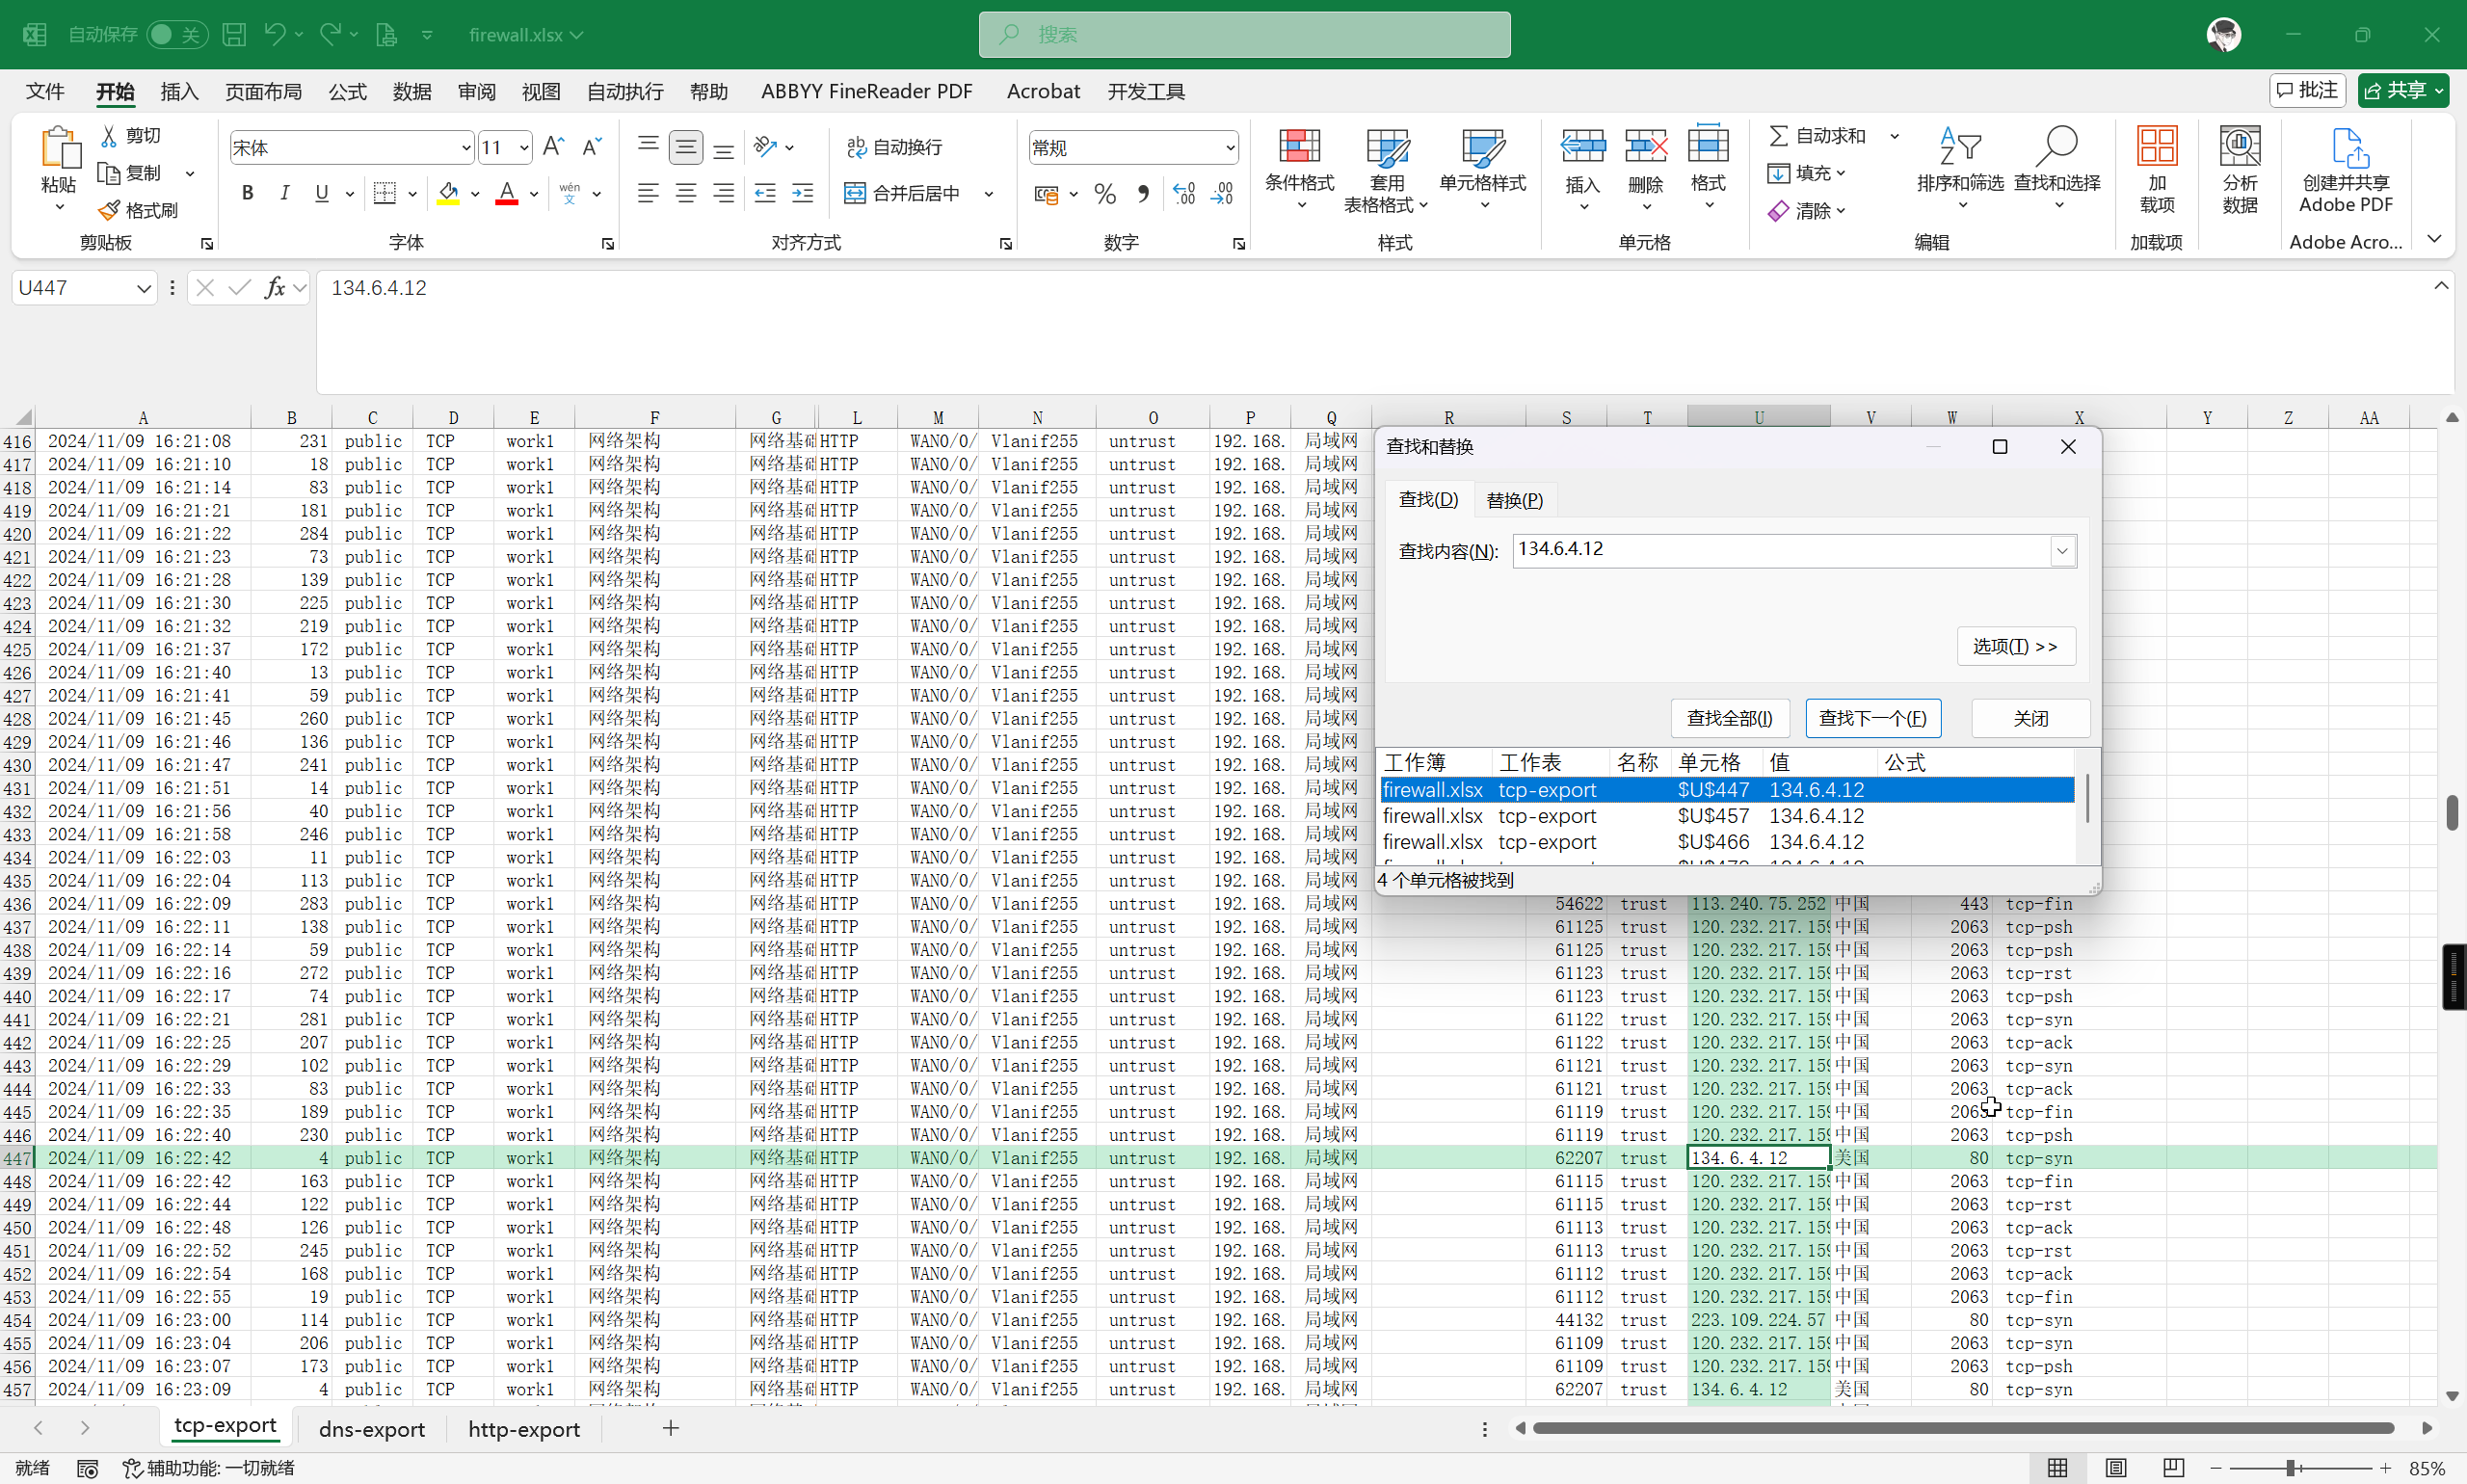 自动保存 关 firewall.xlsx 搜索
文件 开始 插入 页面布局 公式 数据 审阅 视图 自动执行 帮助 ABBYY FineReader PDF Acrobat 开发工具 批注 共享
粘贴 剪切 复制 格式刷 剪贴板
宋体 11 B I U wén 文 字体
自动换行 合并后居中 对齐方式
常规 数字
条件格式 套用 表格格式 单元格样式 样式
插入 删除 格式 单元格
自动求和 填充 清除 排序和筛选 查找和选择 编辑
加 载项 加载项
分析 数据
创建并共享 Adobe PDF Adobe Acro...
U447 fx 134.6.4.12
A B C D E F G L M N O P Q R S T U V W X Y Z AA
416 2024/11/09 16:21:08 231 public TCP work1 网络架构 网络基 HTTP WAN0/0/ Vlanif255 untrust 192.168. 局域网
417 2024/11/09 16:21:10 18 public TCP work1 网络架构 网络基 HTTP WAN0/0/ Vlanif255 untrust 192.168. 局域网
418 2024/11/09 16:21:14 83 public TCP work1 网络架构 网络基 HTTP WAN0/0/ Vlanif255 untrust 192.168. 局域网
419 2024/11/09 16:21:21 181 public TCP work1 网络架构 网络基 HTTP WAN0/0/ Vlanif255 untrust 192.168. 局域网
420 2024/11/09 16:21:22 284 public TCP work1 网络架构 网络基 HTTP WAN0/0/ Vlanif255 untrust 192.168. 局域网
421 2024/11/09 16:21:23 73 public TCP work1 网络架构 网络基 HTTP WAN0/0/ Vlanif255 untrust 192.168. 局域网
422 2024/11/09 16:21:28 139 public TCP work1 网络架构 网络基 HTTP WAN0/0/ Vlanif255 untrust 192.168. 局域网
423 2024/11/09 16:21:30 225 public TCP work1 网络架构 网络基 HTTP WAN0/0/ Vlanif255 untrust 192.168. 局域网
424 2024/11/09 16:21:32 219 public TCP work1 网络架构 网络基 HTTP WAN0/0/ Vlanif255 untrust 192.168. 局域网
425 2024/11/09 16:21:37 172 public TCP work1 网络架构 网络基 HTTP WAN0/0/ Vlanif255 untrust 192.168. 局域网
426 2024/11/09 16:21:40 13 public TCP work1 网络架构 网络基 HTTP WAN0/0/ Vlanif255 untrust 192.168. 局域网
427 2024/11/09 16:21:41 59 public TCP work1 网络架构 网络基 HTTP WAN0/0/ Vlanif255 untrust 192.168. 局域网
428 2024/11/09 16:21:45 260 public TCP work1 网络架构 网络基 HTTP WAN0/0/ Vlanif255 untrust 192.168. 局域网
429 2024/11/09 16:21:46 136 public TCP work1 网络架构 网络基 HTTP WAN0/0/ Vlanif255 untrust 192.168. 局域网
430 2024/11/09 16:21:47 241 public TCP work1 网络架构 网络基 HTTP WAN0/0/ Vlanif255 untrust 192.168. 局域网
431 2024/11/09 16:21:51 14 public TCP work1 网络架构 网络基 HTTP WAN0/0/ Vlanif255 untrust 192.168. 局域网
432 2024/11/09 16:21:56 40 public TCP work1 网络架构 网络基 HTTP WAN0/0/ Vlanif255 untrust 192.168. 局域网
433 2024/11/09 16:21:58 246 public TCP work1 网络架构 网络基 HTTP WAN0/0/ Vlanif255 untrust 192.168. 局域网
434 2024/11/09 16:22:03 11 public TCP work1 网络架构 网络基 HTTP WAN0/0/ Vlanif255 untrust 192.168. 局域网
435 2024/11/09 16:22:04 113 public TCP work1 网络架构 网络基 HTTP WAN0/0/ Vlanif255 untrust 192.168. 局域网
436 2024/11/09 16:22:09 283 public TCP work1 网络架构 网络基 HTTP WAN0/0/ Vlanif255 untrust 192.168. 局域网 54622 trust 113.240.75.252 中国 443 tcp-fin
437 2024/11/09 16:22:11 138 public TCP work1 网络架构 网络基 HTTP WAN0/0/ Vlanif255 untrust 192.168. 局域网 61125 trust 120.232.217.15 中国 2063 tcp-psh
438 2024/11/09 16:22:14 59 public TCP work1 网络架构 网络基 HTTP WAN0/0/ Vlanif255 untrust 192.168. 局域网 61125 trust 120.232.217.15 中国 2063 tcp-psh
439 2024/11/09 16:22:16 272 public TCP work1 网络架构 网络基 HTTP WAN0/0/ Vlanif255 untrust 192.168. 局域网 61123 trust 120.232.217.15 中国 2063 tcp-rst
440 2024/11/09 16:22:17 74 public TCP work1 网络架构 网络基 HTTP WAN0/0/ Vlanif255 untrust 192.168. 局域网 61123 trust 120.232.217.15 中国 2063 tcp-psh
441 2024/11/09 16:22:21 281 public TCP work1 网络架构 网络基 HTTP WAN0/0/ Vlanif255 untrust 192.168. 局域网 61122 trust 120.232.217.15 中国 2063 tcp-syn
442 2024/11/09 16:22:25 207 public TCP work1 网络架构 网络基 HTTP WAN0/0/ Vlanif255 untrust 192.168. 局域网 61122 trust 120.232.217.15 中国 2063 tcp-ack
443 2024/11/09 16:22:29 102 public TCP work1 网络架构 网络基 HTTP WAN0/0/ Vlanif255 untrust 192.168. 局域网 61121 trust 120.232.217.15 中国 2063 tcp-syn
444 2024/11/09 16:22:33 83 public TCP work1 网络架构 网络基 HTTP WAN0/0/ Vlanif255 untrust 192.168. 局域网 61121 trust 120.232.217.15 中国 2063 tcp-ack
445 2024/11/09 16:22:35 189 public TCP work1 网络架构 网络基 HTTP WAN0/0/ Vlanif255 untrust 192.168. 局域网 61119 trust 120.232.217.15 中国 2063 tcp-fin
446 2024/11/09 16:22:40 230 public TCP work1 网络架构 网络基 HTTP WAN0/0/ Vlanif255 untrust 192.168. 局域网 61119 trust 120.232.217.15 中国 2063 tcp-psh
447 2024/11/09 16:22:42 4 public TCP work1 网络架构 网络基 HTTP WAN0/0/ Vlanif255 untrust 192.168. 局域网 62207 trust 134.6.4.12 美国 80 tcp-syn
448 2024/11/09 16:22:42 163 public TCP work1 网络架构 网络基 HTTP WAN0/0/ Vlanif255 untrust 192.168. 局域网 61115 trust 120.232.217.15 中国 2063 tcp-fin
449 2024/11/09 16:22:44 122 public TCP work1 网络架构 网络基 HTTP WAN0/0/ Vlanif255 untrust 192.168. 局域网 61115 trust 120.232.217.15 中国 2063 tcp-rst
450 2024/11/09 16:22:48 126 public TCP work1 网络架构 网络基 HTTP WAN0/0/ Vlanif255 untrust 192.168. 局域网 61113 trust 120.232.217.15 中国 2063 tcp-ack
451 2024/11/09 16:22:52 245 public TCP work1 网络架构 网络基 HTTP WAN0/0/ Vlanif255 untrust 192.168. 局域网 61113 trust 120.232.217.15 中国 2063 tcp-rst
452 2024/11/09 16:22:54 168 public TCP work1 网络架构 网络基 HTTP WAN0/0/ Vlanif255 untrust 192.168. 局域网 61112 trust 120.232.217.15 中国 2063 tcp-ack
453 2024/11/09 16:22:55 19 public TCP work1 网络架构 网络基 HTTP WAN0/0/ Vlanif255 untrust 192.168. 局域网 61112 trust 120.232.217.15 中国 2063 tcp-fin
454 2024/11/09 16:23:00 114 public TCP work1 网络架构 网络基 HTTP WAN0/0/ Vlanif255 untrust 192.168. 局域网 44132 trust 223.109.224.57 中国 80 tcp-syn
455 2024/11/09 16:23:04 206 public TCP work1 网络架构 网络基 HTTP WAN0/0/ Vlanif255 untrust 192.168. 局域网 61109 trust 120.232.217.15 中国 2063 tcp-syn
456 2024/11/09 16:23:07 173 public TCP work1 网络架构 网络基 HTTP WAN0/0/ Vlanif255 untrust 192.168. 局域网 61109 trust 120.232.217.15 中国 2063 tcp-psh
457 2024/11/09 16:23:09 4 public TCP work1 网络架构 网络基 HTTP WAN0/0/ Vlanif255 untrust 192.168. 局域网 62207 trust 134.6.4.12 美国 80 tcp-syn
查找和替换
查找(D) 替换(P)
查找内容(N): 134.6.4.12
选项(T) >>
查找全部(I) 查找下一个(F) 关闭
工作簿 工作表 名称 单元格 值 公式
firewall.xlsx tcp-export $U$447 134.6.4.12
firewall.xlsx tcp-export $U$457 134.6.4.12
firewall.xlsx tcp-export $U$466 134.6.4.12
4 个单元格被找到
tcp-export dns-export http-export
就绪 辅助功能: 一切就绪 85%